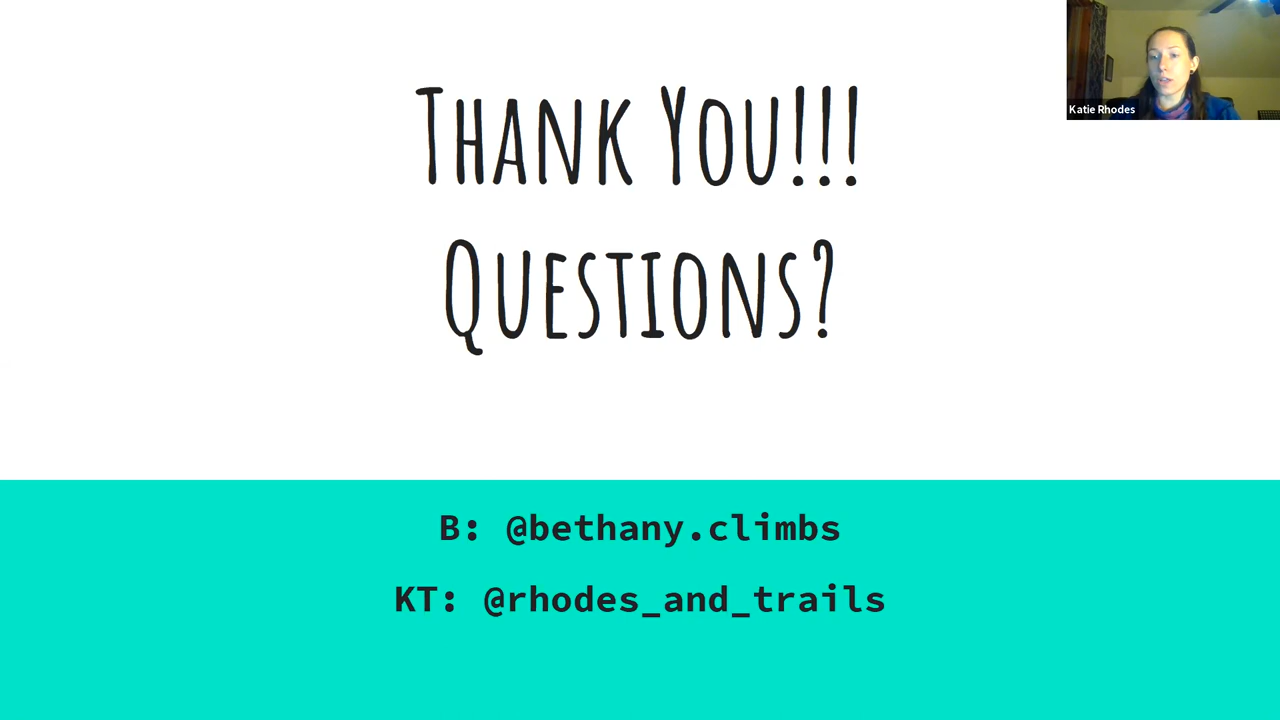 Thank You!!!
Questions?
Katie Rhodes
B: @bethany.climbs
KT: @rhodes_and_trails